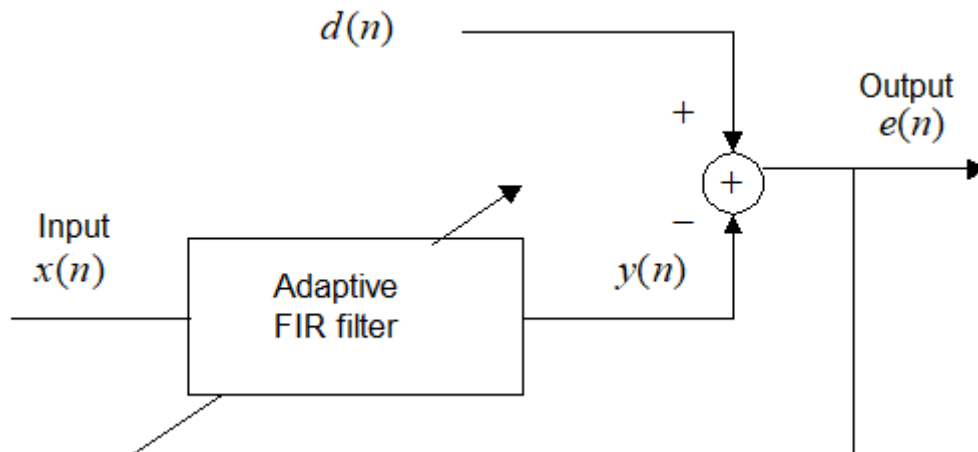 d(n)
Output
e(n)
+
+
−
Input
x(n)
Adaptive
FIR filter
y(n)